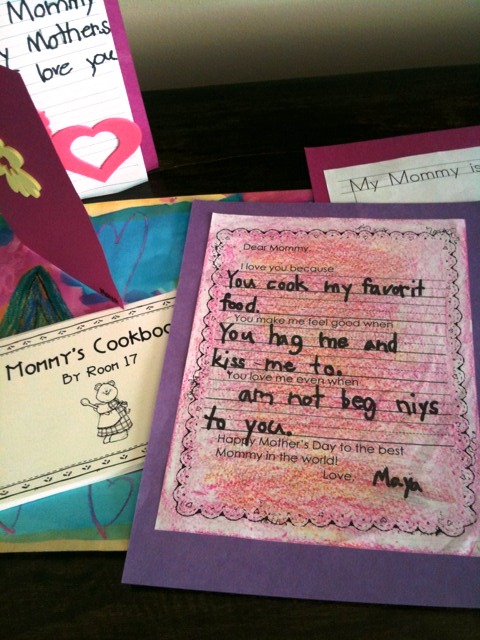 Mommy
y Mothers
love you
My Mommy is
Mommy's Cookboo
By Room 17
Dear Mommy,
I love you because
You cook my favorit
food.
You make me feel good when
You hug me and
kiss me to.
You love me even when
am not beg niys
to you.
Happy Mother's Day to the best
Mommy in the world!
Love, Maya